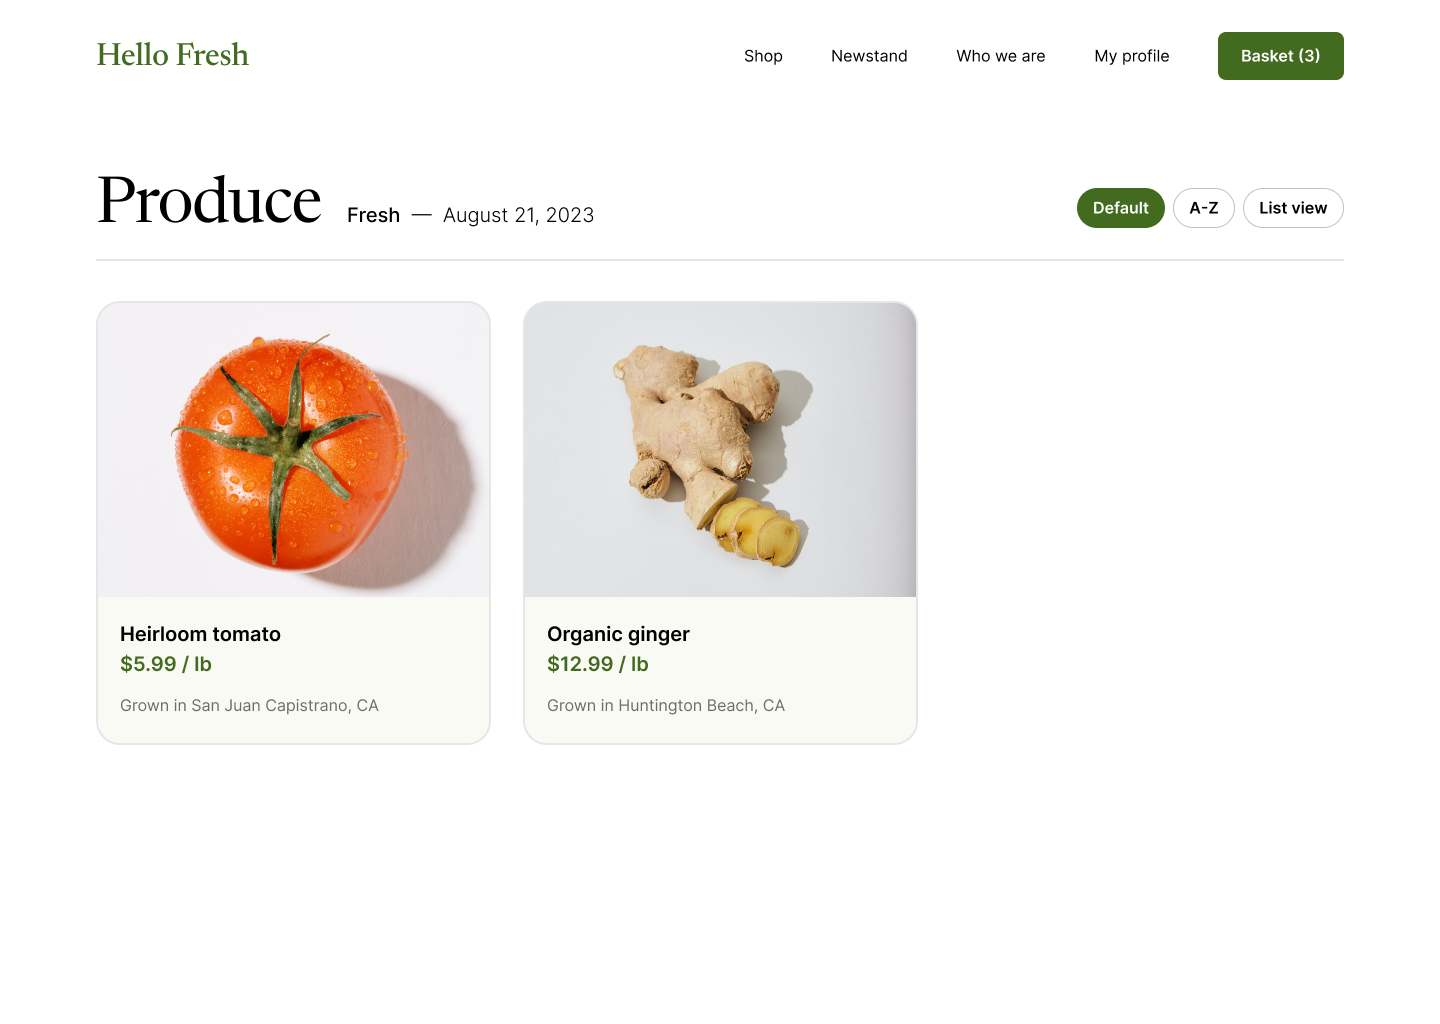 Hello Fresh
Shop
Newstand
Who we are
My profile
Basket (3)
Produce
Fresh — August 21, 2023
Default
A-Z
List view
Heirloom tomato
$5.99 / lb
Grown in San Juan Capistrano, CA
Organic ginger
$12.99 / lb
Grown in Huntington Beach, CA